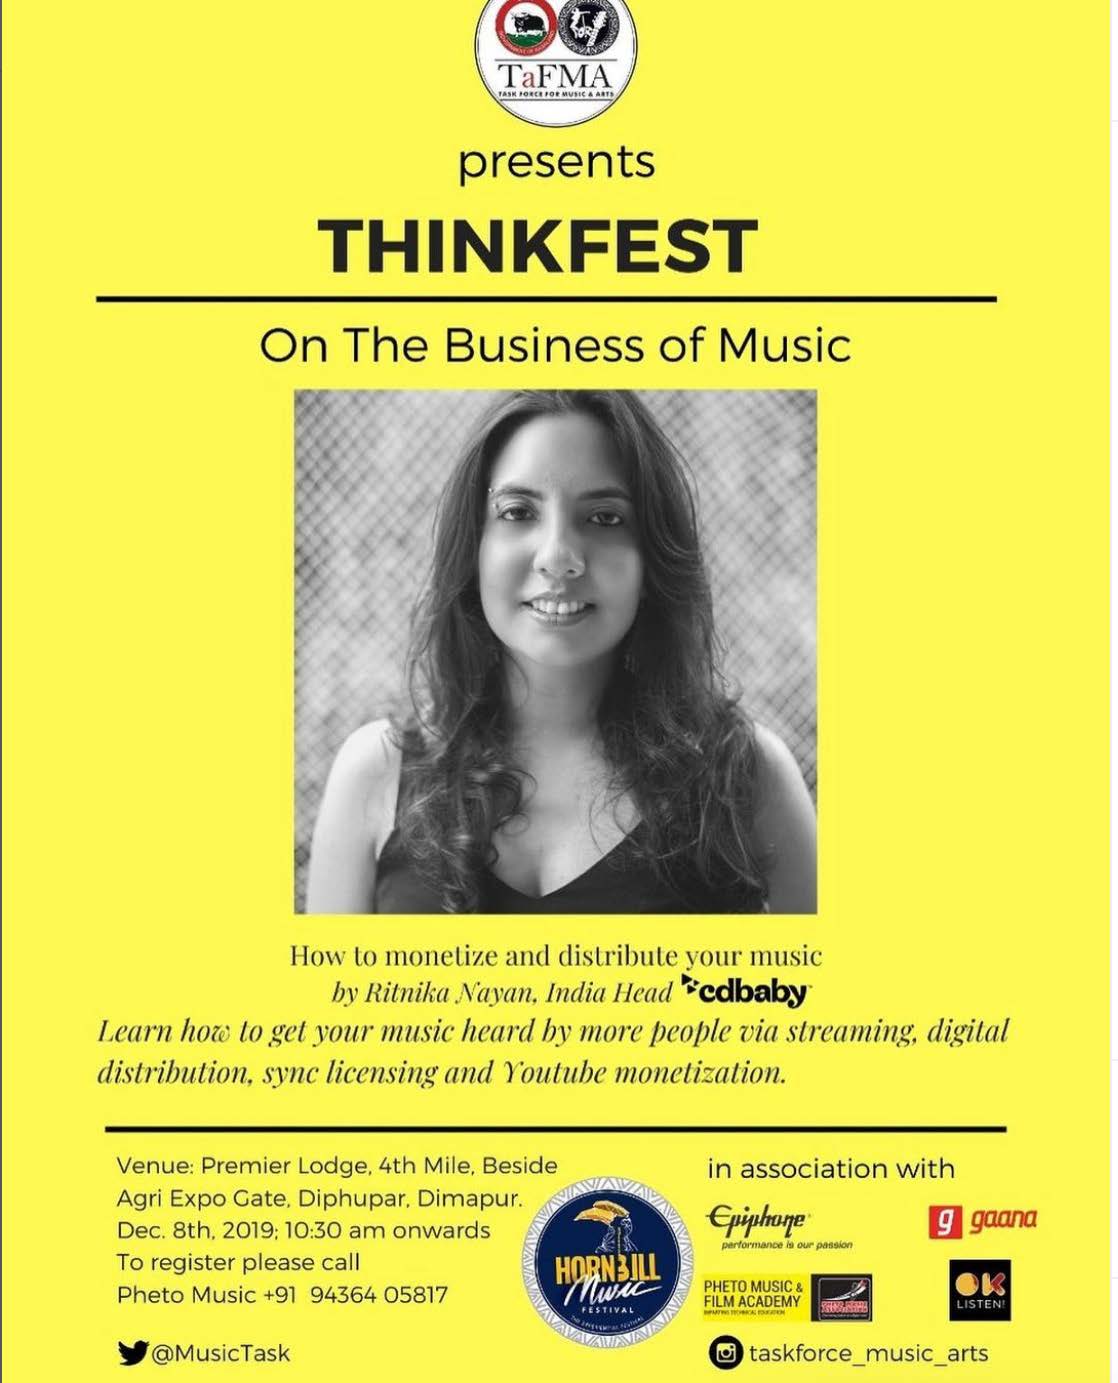 TaFMA
TASK FORCE FOR MUSIC & ARTS
presents
THINKFEST
On The Business of Music
How to monetize and distribute your music
by Ritnika Nayan, India Head cdbaby
Learn how to get your music heard by more people via streaming, digital
distribution, sync licensing and Youtube monetization.
Venue: Premier Lodge, 4th Mile, Beside
Agri Expo Gate, Diphupar, Dimapur.
Dec. 8th, 2019; 10:30 am onwards
To register please call
Pheto Music +91 94364 05817
@MusicTask
HORNBILL
Music
FESTIVAL
in association with
Epiphone
performance is our passion
g gaana
PHETO MUSIC &
FILM ACADEMY
IMPARTING TECHNICAL EDUCATION
OK
LISTEN!
taskforce_music_arts